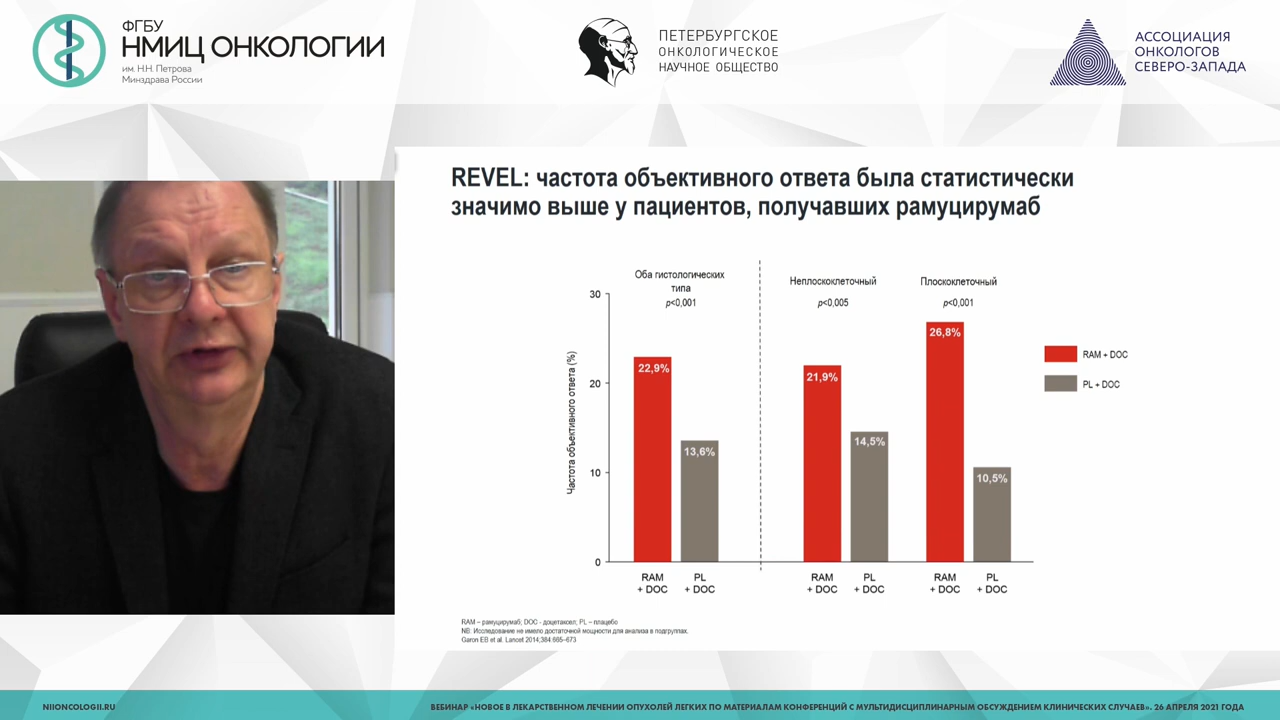 ФГБУ
НМИЦ ОНКОЛОГИИ
им. Н.Н. Петрова
Минздрава России
ПЕТЕРБУРГСКОЕ
ОНКОЛОГИЧЕСКОЕ
НАУЧНОЕ ОБЩЕСТВО
АССОЦИАЦИЯ
ОНКОЛОГОВ
СЕВЕРО-ЗАПАДА
REVEL: частота объективного ответа была статистически
значимо выше у пациентов, получавших рамуцирумаб
Оба гистологических
типа
p<0,001
Неплоскоклеточный
p<0,005
Плоскоклеточный
p<0,001
Частота объективного ответа (%)
30
20
10
0
22,9%
13,6%
21,9%
14,5%
26,8%
10,5%
RAM
+ DOC
PL
+ DOC
RAM
+ DOC
PL
+ DOC
RAM
+ DOC
PL
+ DOC
RAM + DOC
PL + DOC
RAM – рамуцирумаб; DOC - доцетаксел; PL – плацебо
NB. Исследование не имело достаточной мощности для анализа в подгруппах.
Garon EB et al. Lancet 2014;384:665–673
NIIONCOLOGII.RU
ВЕБИНАР «НОВОЕ В ЛЕКАРСТВЕННОМ ЛЕЧЕНИИ ОПУХОЛЕЙ ЛЕГКИХ ПО МАТЕРИАЛАМ КОНФЕРЕНЦИЙ С МУЛЬТИДИСЦИПЛИНАРНЫМ ОБСУЖДЕНИЕМ КЛИНИЧЕСКИХ СЛУЧАЕВ». 26 АПРЕЛЯ 2021 ГОДА